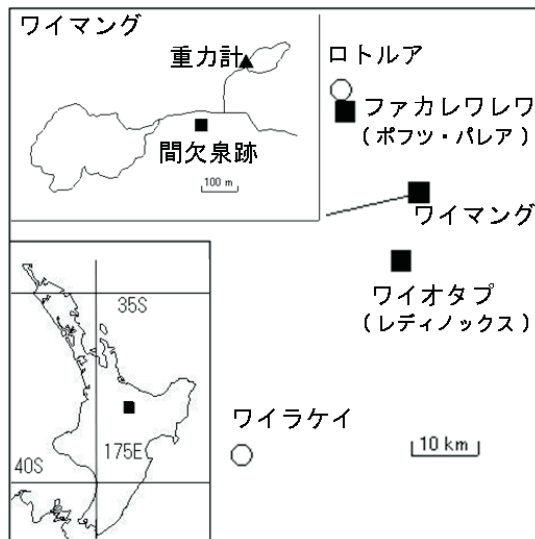 ワイマング
重力計
間欠泉跡
100 m
ロトルア
ファカレワレワ
(ポフツ・パレア)
ワイマング
ワイオタプ
(レディノックス)
ワイラケイ
10 km
35S
175E
40S